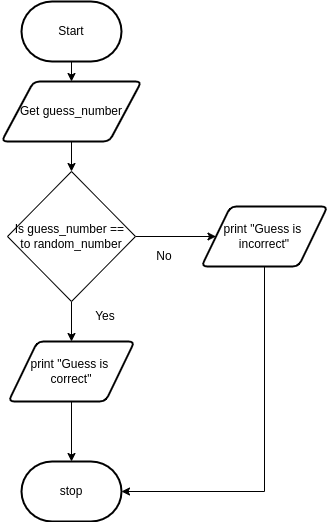 Start
Get guess_number
Is guess_number ==
to random_number
No
print "Guess is
incorrect"
Yes
print "Guess is
correct"
stop